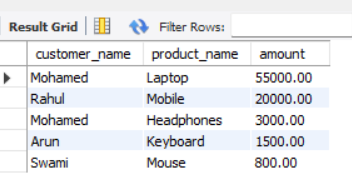 Result Grid Filter Rows:
customer_name product_name amount
Mohamed Laptop 55000.00
Rahul Mobile 20000.00
Mohamed Headphones 3000.00
Arun Keyboard 1500.00
Swami Mouse 800.00